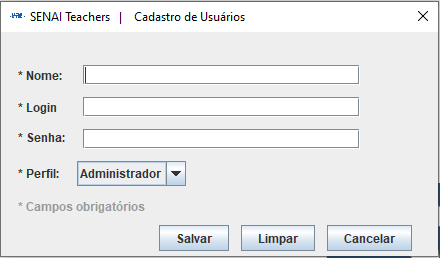 SENAI Teachers | Cadastro de Usuários
* Nome:
* Login
* Senha:
* Perfil: Administrador
* Campos obrigatórios
Salvar Limpar Cancelar